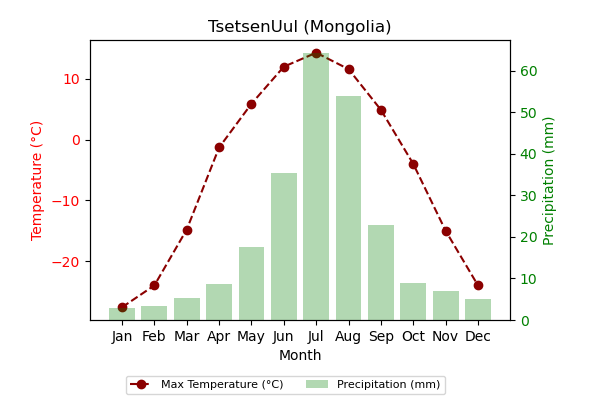 TsetsenUul (Mongolia)
10
0
−10
−20
Temperature (°C)
60
50
40
30
20
10
0
Precipitation (mm)
Jan Feb Mar Apr May Jun Jul Aug Sep Oct Nov Dec
Month
Max Temperature (°C) Precipitation (mm)